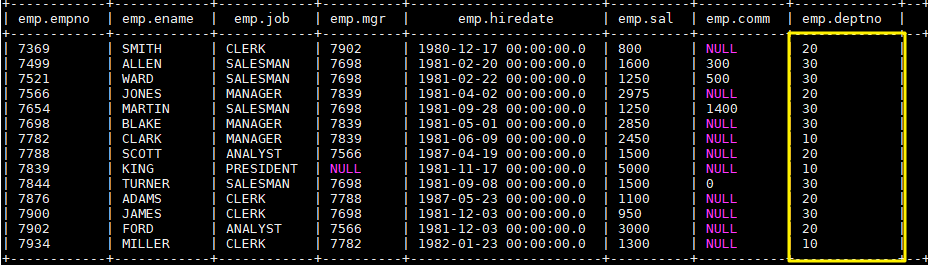 emp.empno | emp.ename | emp.job | emp.mgr | emp.hiredate | emp.sal | emp.comm | emp.deptno |
| 7369 | SMITH | CLERK | 7902 | 1980-12-17 00:00:00.0 | 800 | NULL | 20 |
| 7499 | ALLEN | SALESMAN | 7698 | 1981-02-20 00:00:00.0 | 1600 | 300 | 30 |
| 7521 | WARD | SALESMAN | 7698 | 1981-02-22 00:00:00.0 | 1250 | 500 | 30 |
| 7566 | JONES | MANAGER | 7839 | 1981-04-02 00:00:00.0 | 2975 | NULL | 20 |
| 7654 | MARTIN | SALESMAN | 7698 | 1981-09-28 00:00:00.0 | 1250 | 1400 | 30 |
| 7698 | BLAKE | MANAGER | 7839 | 1981-05-01 00:00:00.0 | 2850 | NULL | 30 |
| 7782 | CLARK | MANAGER | 7839 | 1981-06-09 00:00:00.0 | 2450 | NULL | 10 |
| 7788 | SCOTT | ANALYST | 7566 | 1987-04-19 00:00:00.0 | 1500 | NULL | 20 |
| 7839 | KING | PRESIDENT | NULL | 1981-11-17 00:00:00.0 | 5000 | NULL | 10 |
| 7844 | TURNER | SALESMAN | 7698 | 1981-09-08 00:00:00.0 | 1500 | 0 | 30 |
| 7876 | ADAMS | CLERK | 7788 | 1987-05-23 00:00:00.0 | 1100 | NULL | 20 |
| 7900 | JAMES | CLERK | 7698 | 1981-12-03 00:00:00.0 | 950 | NULL | 30 |
| 7902 | FORD | ANALYST | 7566 | 1981-12-03 00:00:00.0 | 3000 | NULL | 20 |
| 7934 | MILLER | CLERK | 7782 | 1982-01-23 00:00:00.0 | 1300 | NULL | 10 |